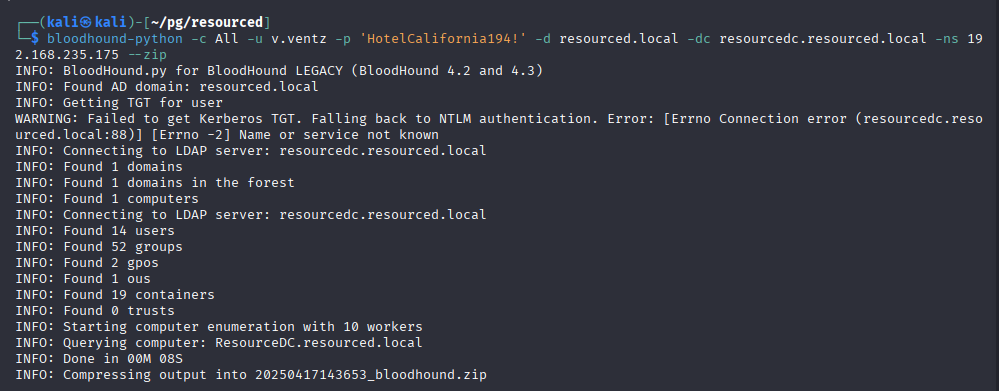 ┌──(kali㉿kali)-[~/pg/resourced]
└─$ bloodhound-python -c All -u v.ventz -p 'HotelCalifornia194!' -d resourced.local -dc resourcedc.resourced.local -ns 19
2.168.235.175 --zip
INFO: BloodHound.py for BloodHound LEGACY (BloodHound 4.2 and 4.3)
INFO: Found AD domain: resourced.local
INFO: Getting TGT for user
WARNING: Failed to get Kerberos TGT. Falling back to NTLM authentication. Error: [Errno Connection error (resourcedc.reso
urced.local:88)] [Errno -2] Name or service not known
INFO: Connecting to LDAP server: resourcedc.resourced.local
INFO: Found 1 domains
INFO: Found 1 domains in the forest
INFO: Found 1 computers
INFO: Connecting to LDAP server: resourcedc.resourced.local
INFO: Found 14 users
INFO: Found 52 groups
INFO: Found 2 gpos
INFO: Found 1 ous
INFO: Found 19 containers
INFO: Found 0 trusts
INFO: Starting computer enumeration with 10 workers
INFO: Querying computer: ResourceDC.resourced.local
INFO: Done in 00M 08S
INFO: Compressing output into 20250417143653_bloodhound.zip